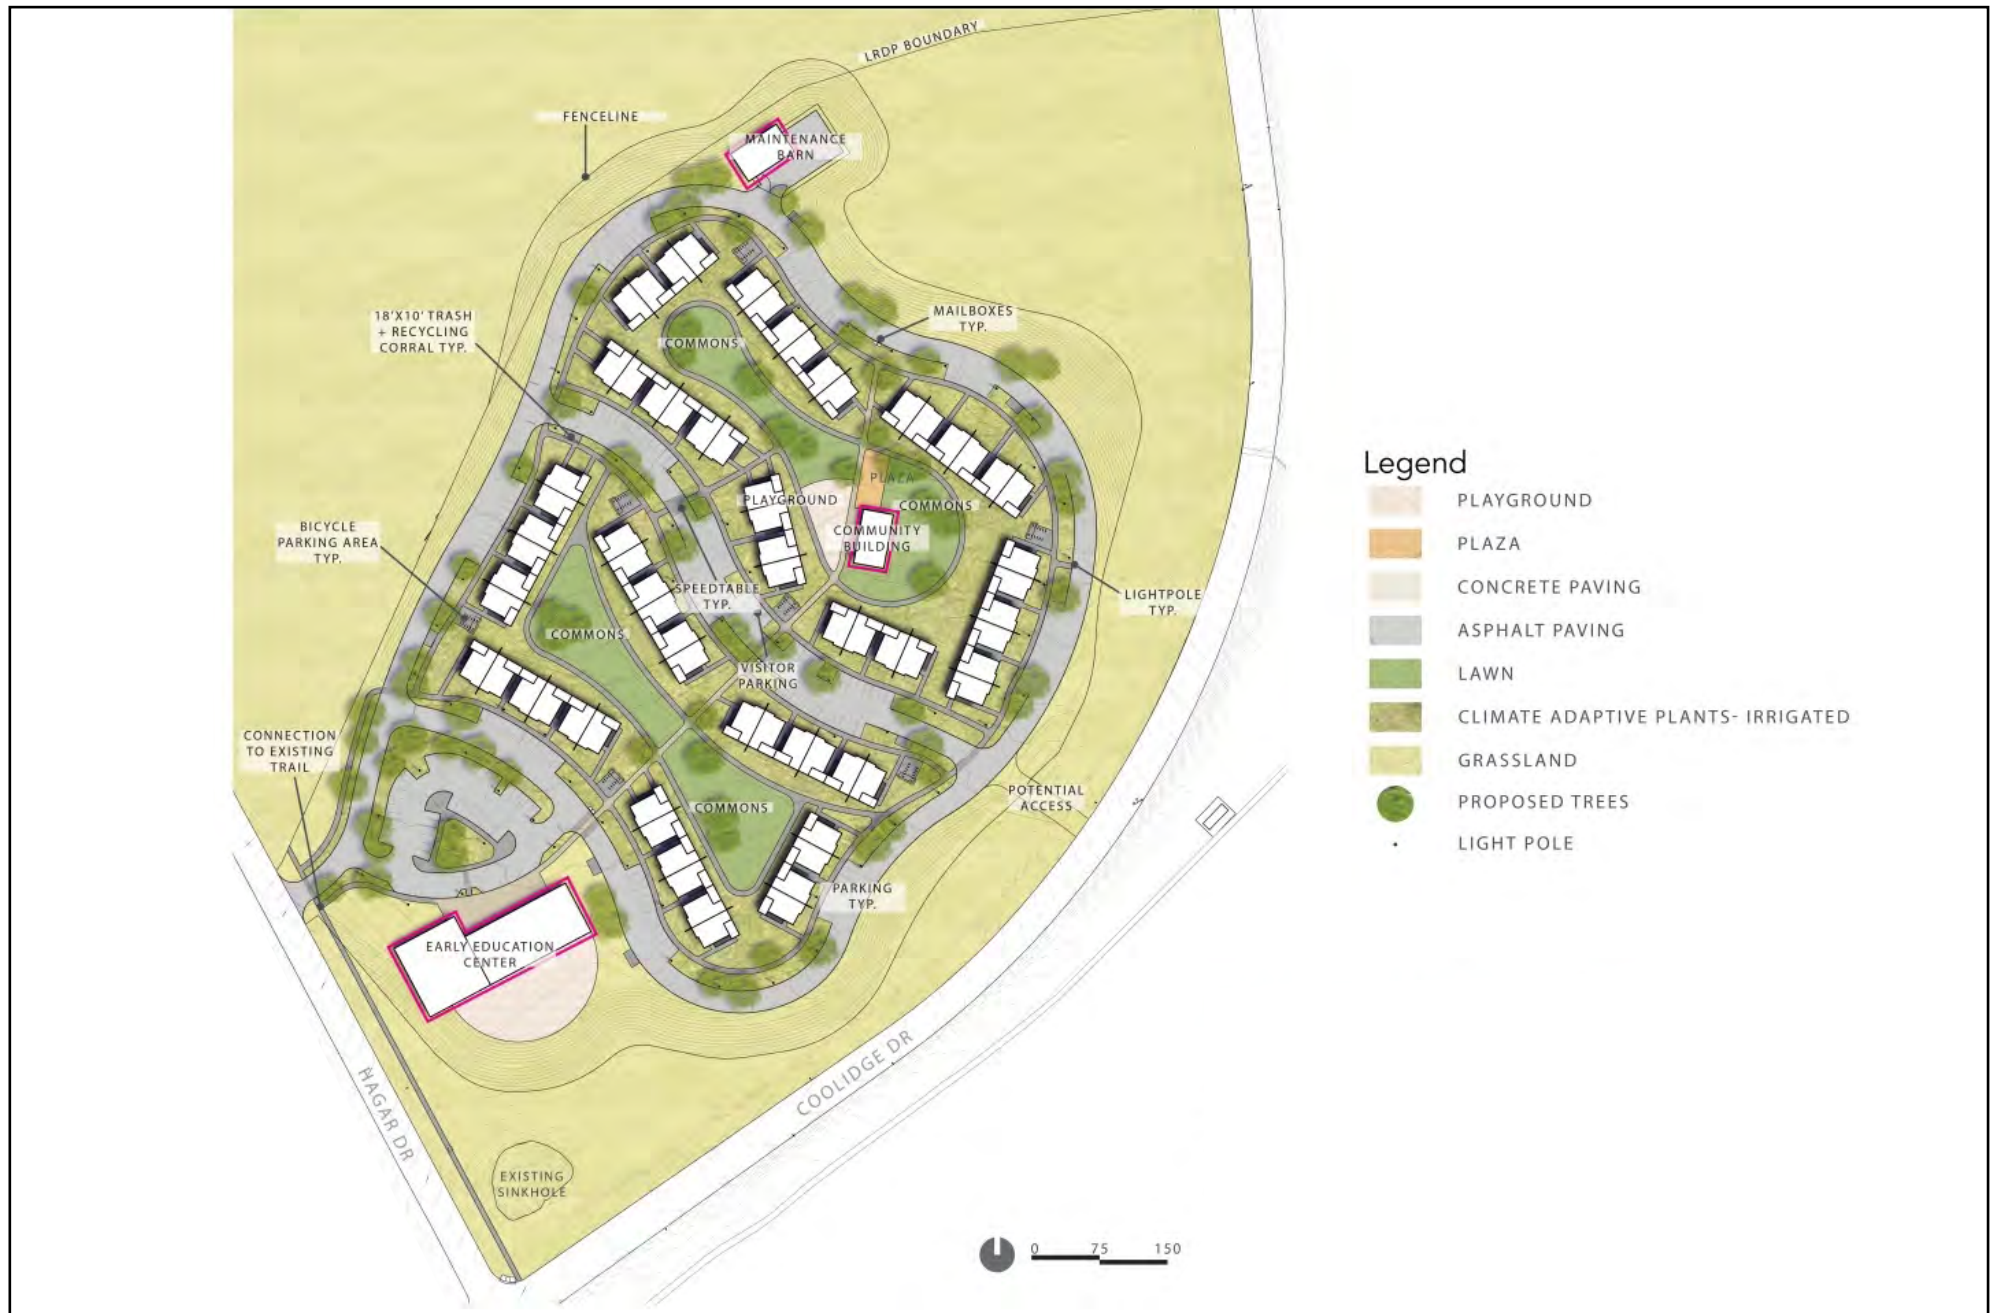 LRDP BOUNDARY
FENCELINE
MAINTENANCE
BARN
18'X10' TRASH
+ RECYCLING
CORRAL TYP.
MAILBOXES
TYP.
COMMONS
PLAZA
PLAYGROUND
COMMONS
COMMUNITY
BUILDING
BICYCLE
PARKING AREA
TYP.
SPEEDTABLE
TYP.
LIGHTPOLE
TYP.
COMMONS
VISITOR
PARKING
CONNECTION
TO EXISTING
TRAIL
POTENTIAL
ACCESS
COMMONS
PARKING
TYP.
EARLY EDUCATION
CENTER
HAGAR DR
COOLIDGE DR
EXISTING
SINKHOLE
0 75 150
Legend
PLAYGROUND
PLAZA
CONCRETE PAVING
ASPHALT PAVING
LAWN
CLIMATE ADAPTIVE PLANTS- IRRIGATED
GRASSLAND
PROPOSED TREES
LIGHT POLE